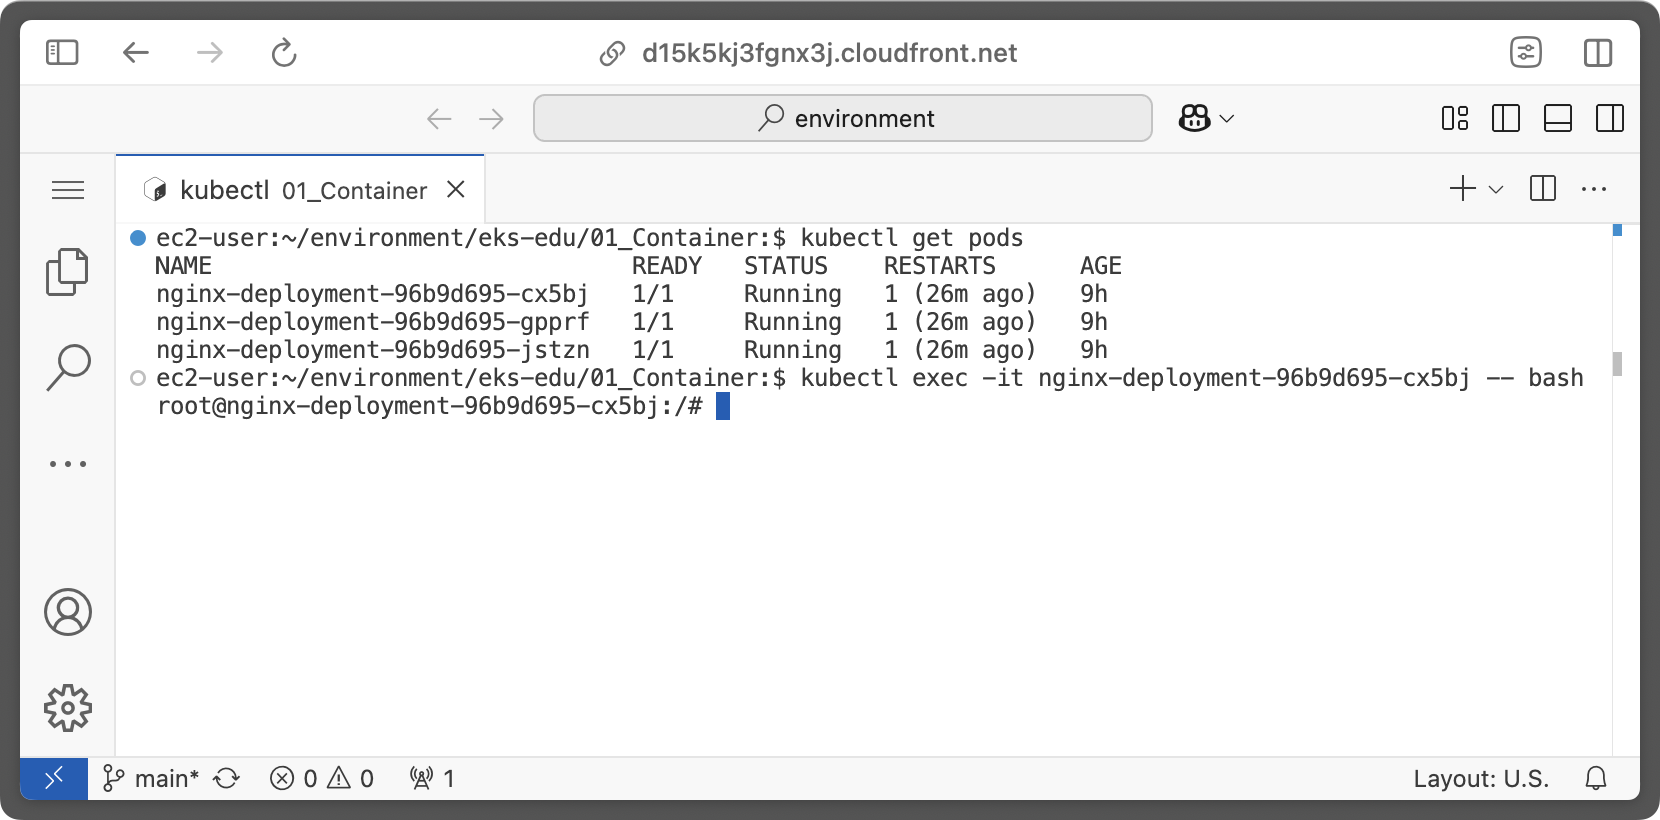 d15k5kj3fgnx3j.cloudfront.net
environment
kubectl 01_Container
ec2-user:~/environment/eks-edu/01_Container:$ kubectl get pods
NAME READY STATUS RESTARTS AGE
nginx-deployment-96b9d695-cx5bj 1/1 Running 1 (26m ago) 9h
nginx-deployment-96b9d695-gpprf 1/1 Running 1 (26m ago) 9h
nginx-deployment-96b9d695-jstzn 1/1 Running 1 (26m ago) 9h
ec2-user:~/environment/eks-edu/01_Container:$ kubectl exec -it nginx-deployment-96b9d695-cx5bj -- bash
root@nginx-deployment-96b9d695-cx5bj:/#
main* 0 0 1 Layout: U.S.